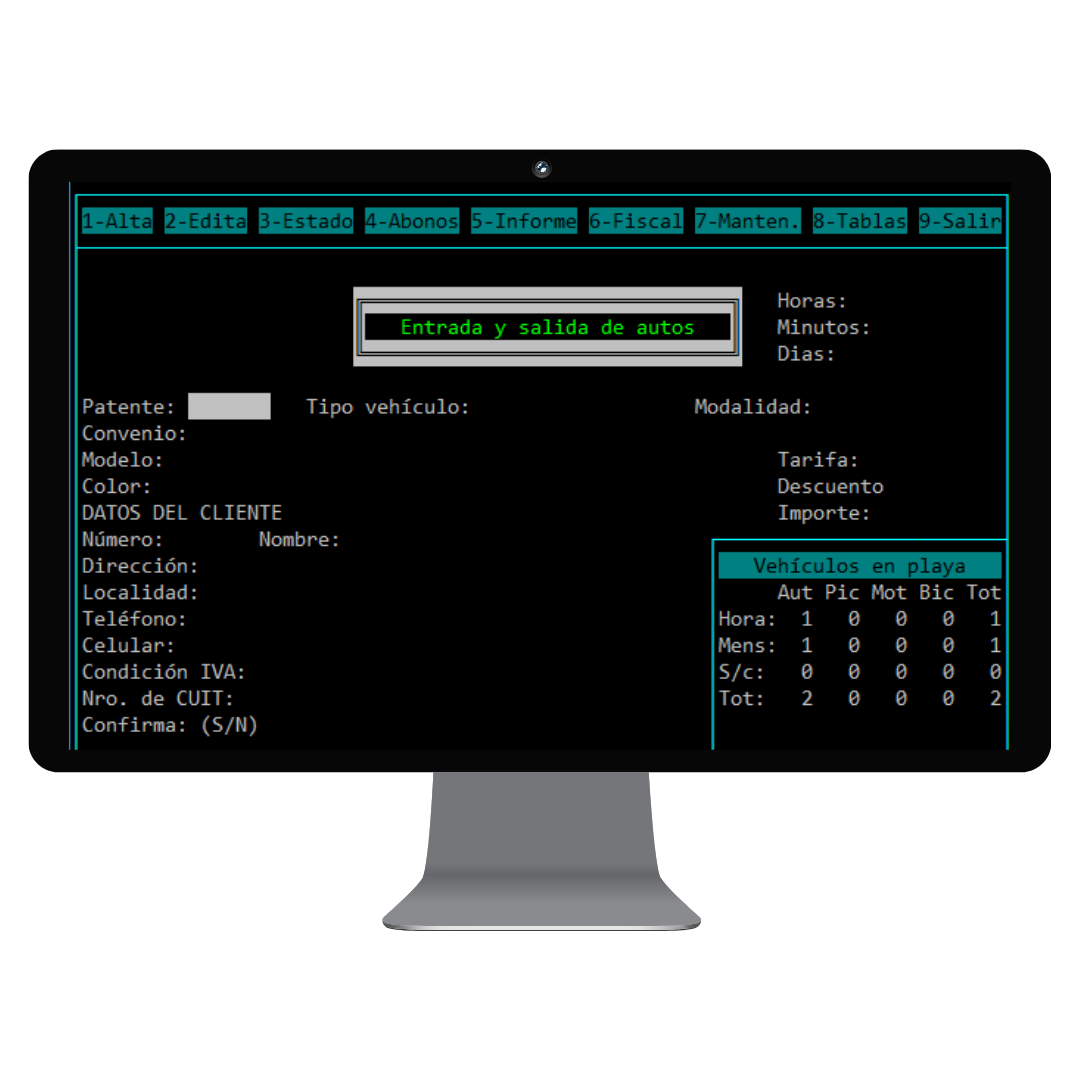 1-Alta 2-Edita 3-Estado 4-Abonos 5-Informe 6-Fiscal 7-Manten. 8-Tablas 9-Salir
Horas:
Entrada y salida de autos Minutos:
Dias:
Patente: Tipo vehículo: Modalidad:
Convenio:
Modelo: Tarifa:
Color: Descuento
DATOS DEL CLIENTE Importe:
Número: Nombre:
Dirección:
Localidad:
Teléfono:
Celular:
Condición IVA:
Nro. de CUIT:
Confirma: (S/N)
Vehículos en playa
Aut Pic Mot Bic Tot
Hora: 1 0 0 0 1
Mens: 1 0 0 0 1
S/c: 0 0 0 0 0
Tot: 2 0 0 0 2